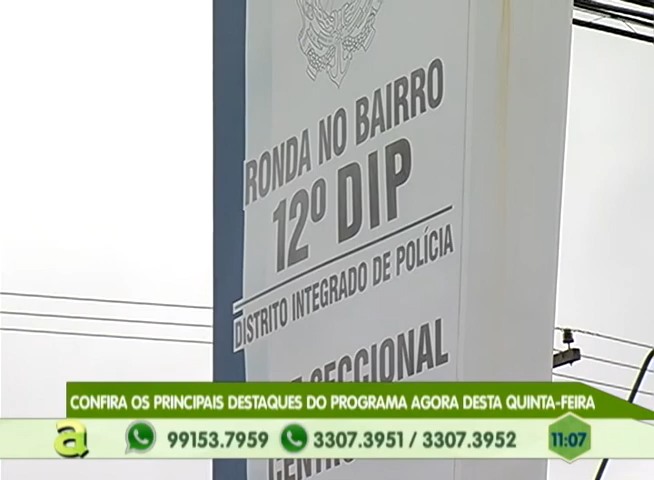 RONDA NO BAIRRO
12º DIP
DISTRITO INTEGRADO DE POLÍCIA
SECCIONAL
CONFIRA OS PRINCIPAIS DESTAQUES DO PROGRAMA AGORA DESTA QUINTA-FEIRA
a 99153.7959 3307.3951 / 3307.3952 11:07